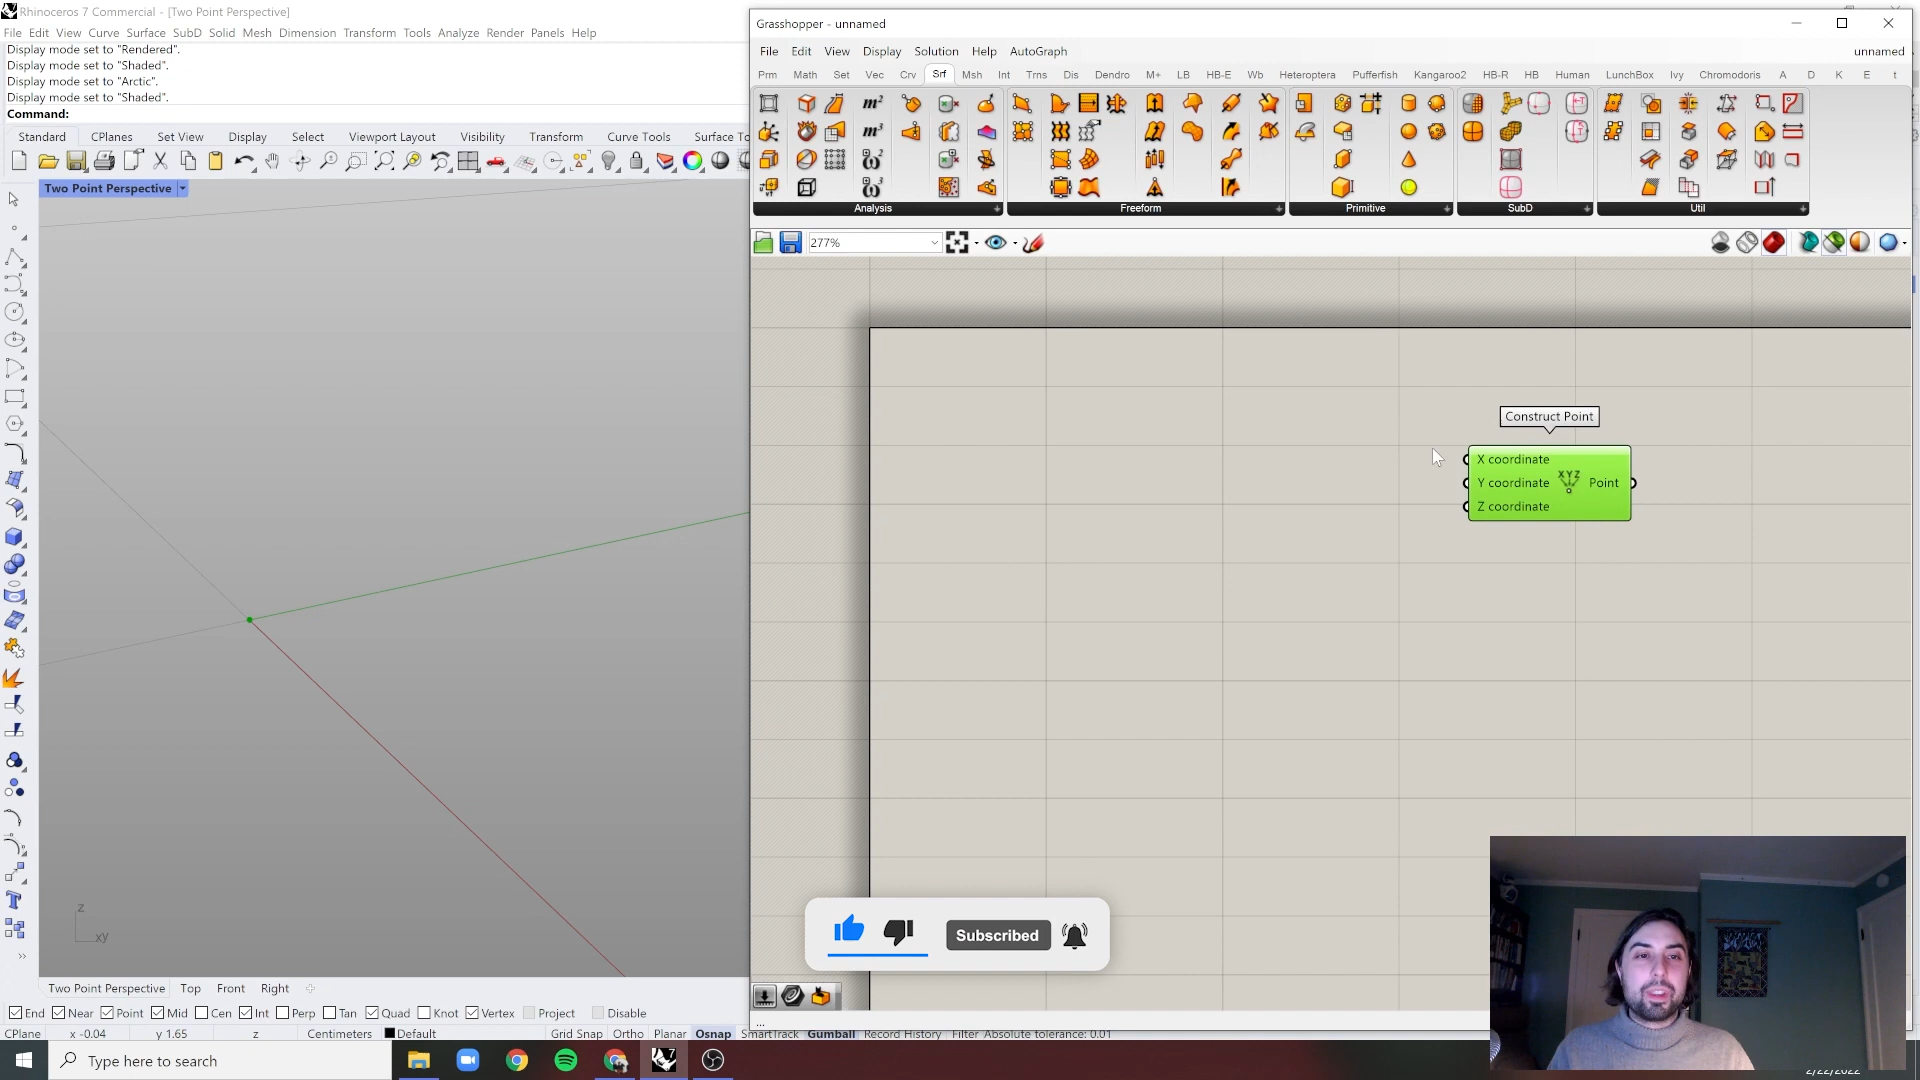 Rhinoceros 7 Commercial - [Two Point Perspective]
File Edit View Curve Surface SubD Solid Mesh Dimension Transform Tools Analyze Render Panels Help
Display mode set to "Rendered".
Display mode set to "Shaded".
Display mode set to "Arctic".
Display mode set to "Shaded".
Command:
Standard CPlanes Set View Display Select Viewport Layout Visibility Transform Curve Tools Surface To
Two Point Perspective
z
xy
Two Point Perspective Top Front Right
End Near Point Mid Cen Int Perp Tan Quad Knot Vertex Project Disable
CPlane x -0.04 y 1.65 z Centimeters Default Grid Snap Ortho Planar Osnap SmartTrack Gumball Record History Filter Absolute tolerance: 0.01
Grasshopper - unnamed
File Edit View Display Solution Help AutoGraph unnamed
Prm Math Set Vec Crv Srf Msh Int Trns Dis Dendro M+ LB HB-E Wb Heteroptera Pufferfish Kangaroo2 HB-R HB Human LunchBox Ivy Chromodoris A D K E t
m²
m³
Analysis Freeform Primitive SubD Util
277%
Construct Point
X coordinate
Y coordinate XYZ Point
Z coordinate
Subscribed
...
Type here to search
2/22/2022